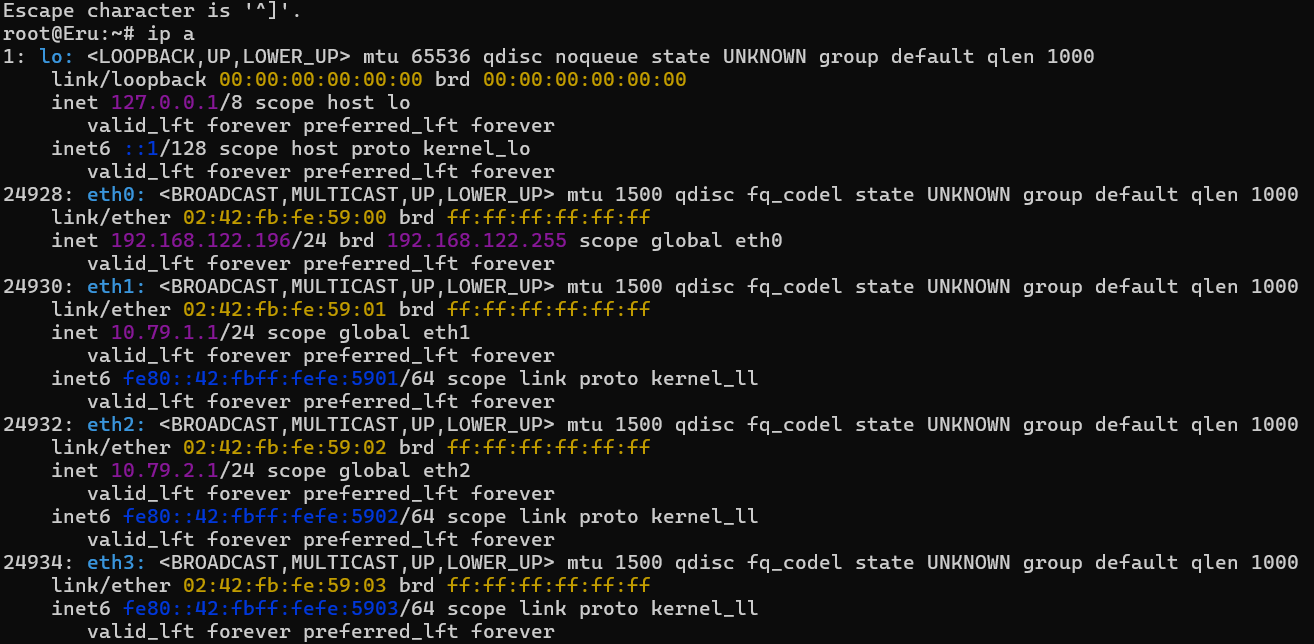 Escape character is '^]'.
root@Eru:~# ip a
1: lo: <LOOPBACK,UP,LOWER_UP> mtu 65536 qdisc noqueue state UNKNOWN group default qlen 1000
    link/loopback 00:00:00:00:00:00 brd 00:00:00:00:00:00
    inet 127.0.0.1/8 scope host lo
       valid_lft forever preferred_lft forever
    inet6 ::1/128 scope host proto kernel_lo
       valid_lft forever preferred_lft forever
24928: eth0: <BROADCAST,MULTICAST,UP,LOWER_UP> mtu 1500 qdisc fq_codel state UNKNOWN group default qlen 1000
    link/ether 02:42:fb:fe:59:00 brd ff:ff:ff:ff:ff:ff
    inet 192.168.122.196/24 brd 192.168.122.255 scope global eth0
       valid_lft forever preferred_lft forever
24930: eth1: <BROADCAST,MULTICAST,UP,LOWER_UP> mtu 1500 qdisc fq_codel state UNKNOWN group default qlen 1000
    link/ether 02:42:fb:fe:59:01 brd ff:ff:ff:ff:ff:ff
    inet 10.79.1.1/24 scope global eth1
       valid_lft forever preferred_lft forever
    inet6 fe80::42:fbff:fefe:5901/64 scope link proto kernel_ll
       valid_lft forever preferred_lft forever
24932: eth2: <BROADCAST,MULTICAST,UP,LOWER_UP> mtu 1500 qdisc fq_codel state UNKNOWN group default qlen 1000
    link/ether 02:42:fb:fe:59:02 brd ff:ff:ff:ff:ff:ff
    inet 10.79.2.1/24 scope global eth2
       valid_lft forever preferred_lft forever
    inet6 fe80::42:fbff:fefe:5902/64 scope link proto kernel_ll
       valid_lft forever preferred_lft forever
24934: eth3: <BROADCAST,MULTICAST,UP,LOWER_UP> mtu 1500 qdisc fq_codel state UNKNOWN group default qlen 1000
    link/ether 02:42:fb:fe:59:03 brd ff:ff:ff:ff:ff:ff
    inet6 fe80::42:fbff:fefe:5903/64 scope link proto kernel_ll
       valid_lft forever preferred_lft forever